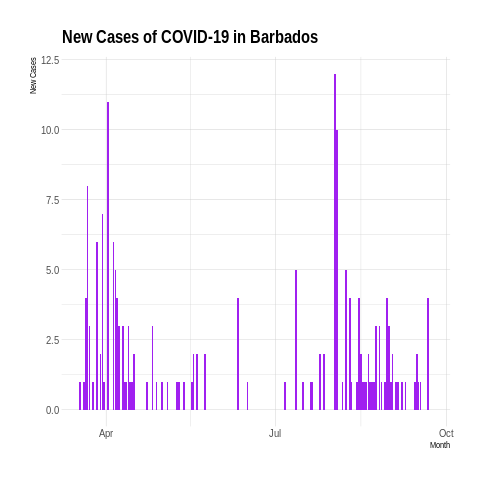 New Cases of COVID-19 in Barbados
New Cases
12.5
10.0
7.5
5.0
2.5
0.0
Apr
Jul
Oct
Month